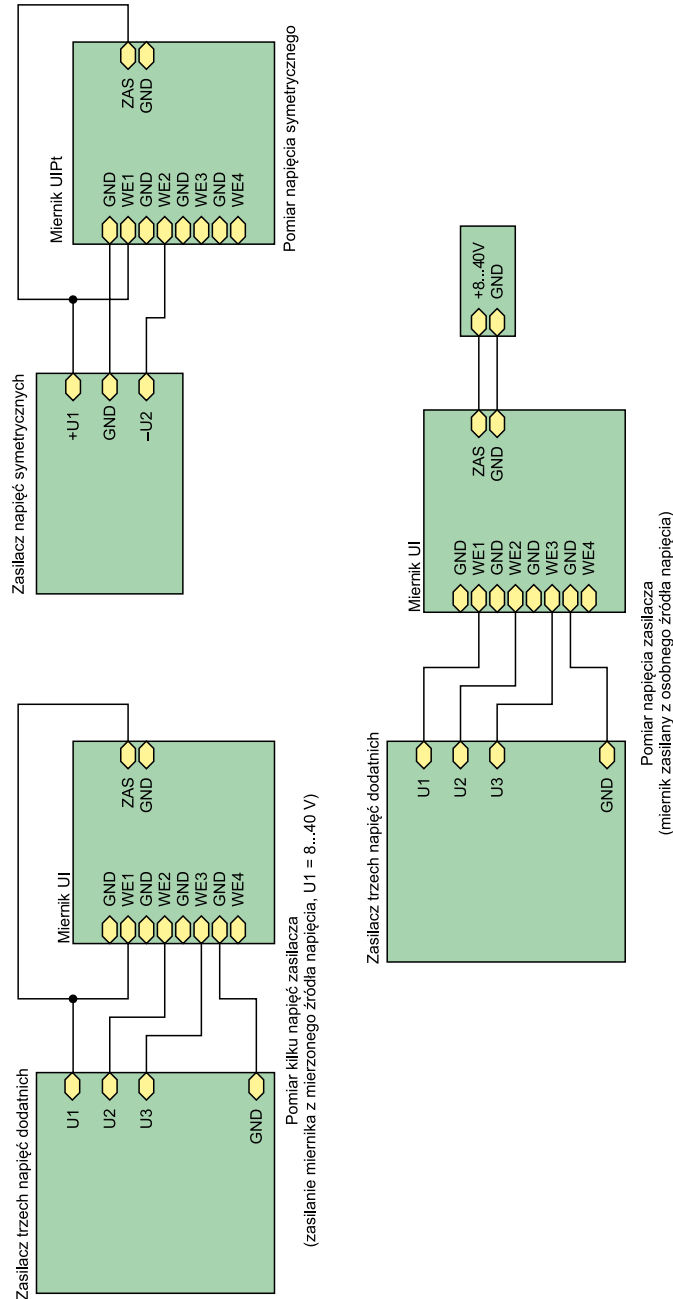 Zasilacz trzech napięć dodatnich
U1
U2
U3
GND
Miernik UI
GND
WE1
GND
WE2
GND
WE3
GND
WE4
ZAS
GND
Pomiar kilku napięć zasilacza
(zasilanie miernika z mierzonego źródła napięcia, U1 = 8...40 V)
Zasilacz napięć symetrycznych
+U1
GND
–U2
Miernik UIPt
GND
WE1
GND
WE2
GND
WE3
GND
WE4
ZAS
GND
Pomiar napięcia symetrycznego
Zasilacz trzech napięć dodatnich
U1
U2
U3
GND
Miernik UI
GND
WE1
GND
WE2
GND
WE3
GND
WE4
ZAS
GND
+8...40V
GND
Pomiar napięcia zasilacza
(miernik zasilany z osobnego źródła napięcia)